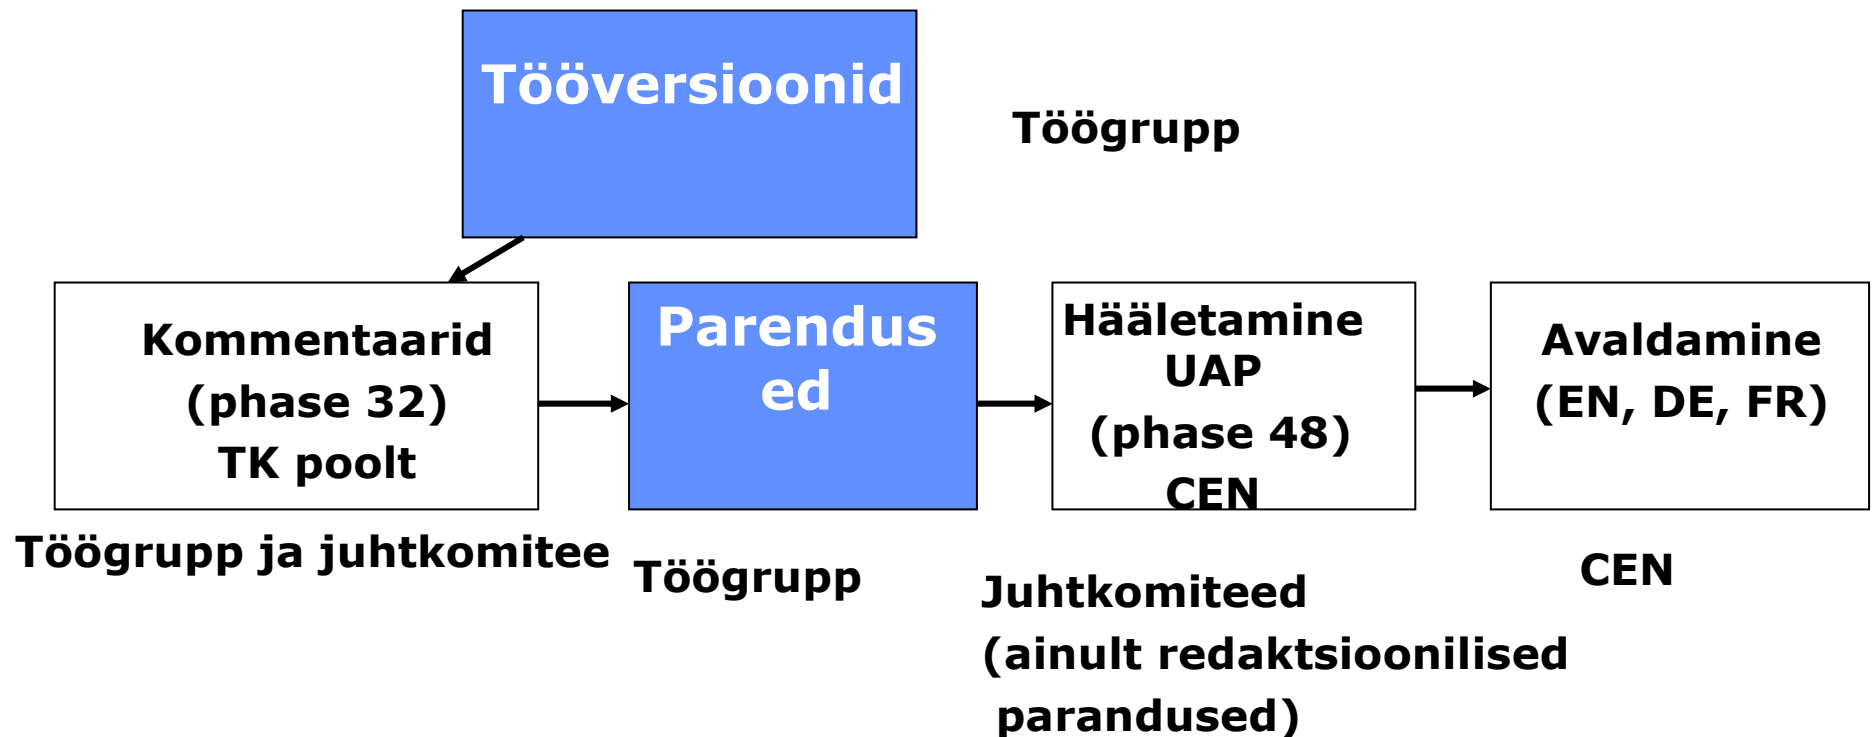 Tööversioonid
Töögrupp
Kommentaarid
(phase 32)
TK poolt
Parendus
ed
Hääletamine
UAP
(phase 48)
CEN
Avaldamine
(EN, DE, FR)
Töögrupp ja juhtkomitee
Töögrupp
Juhtkomiteed
(ainult redaktsioonilised
parandused)
CEN